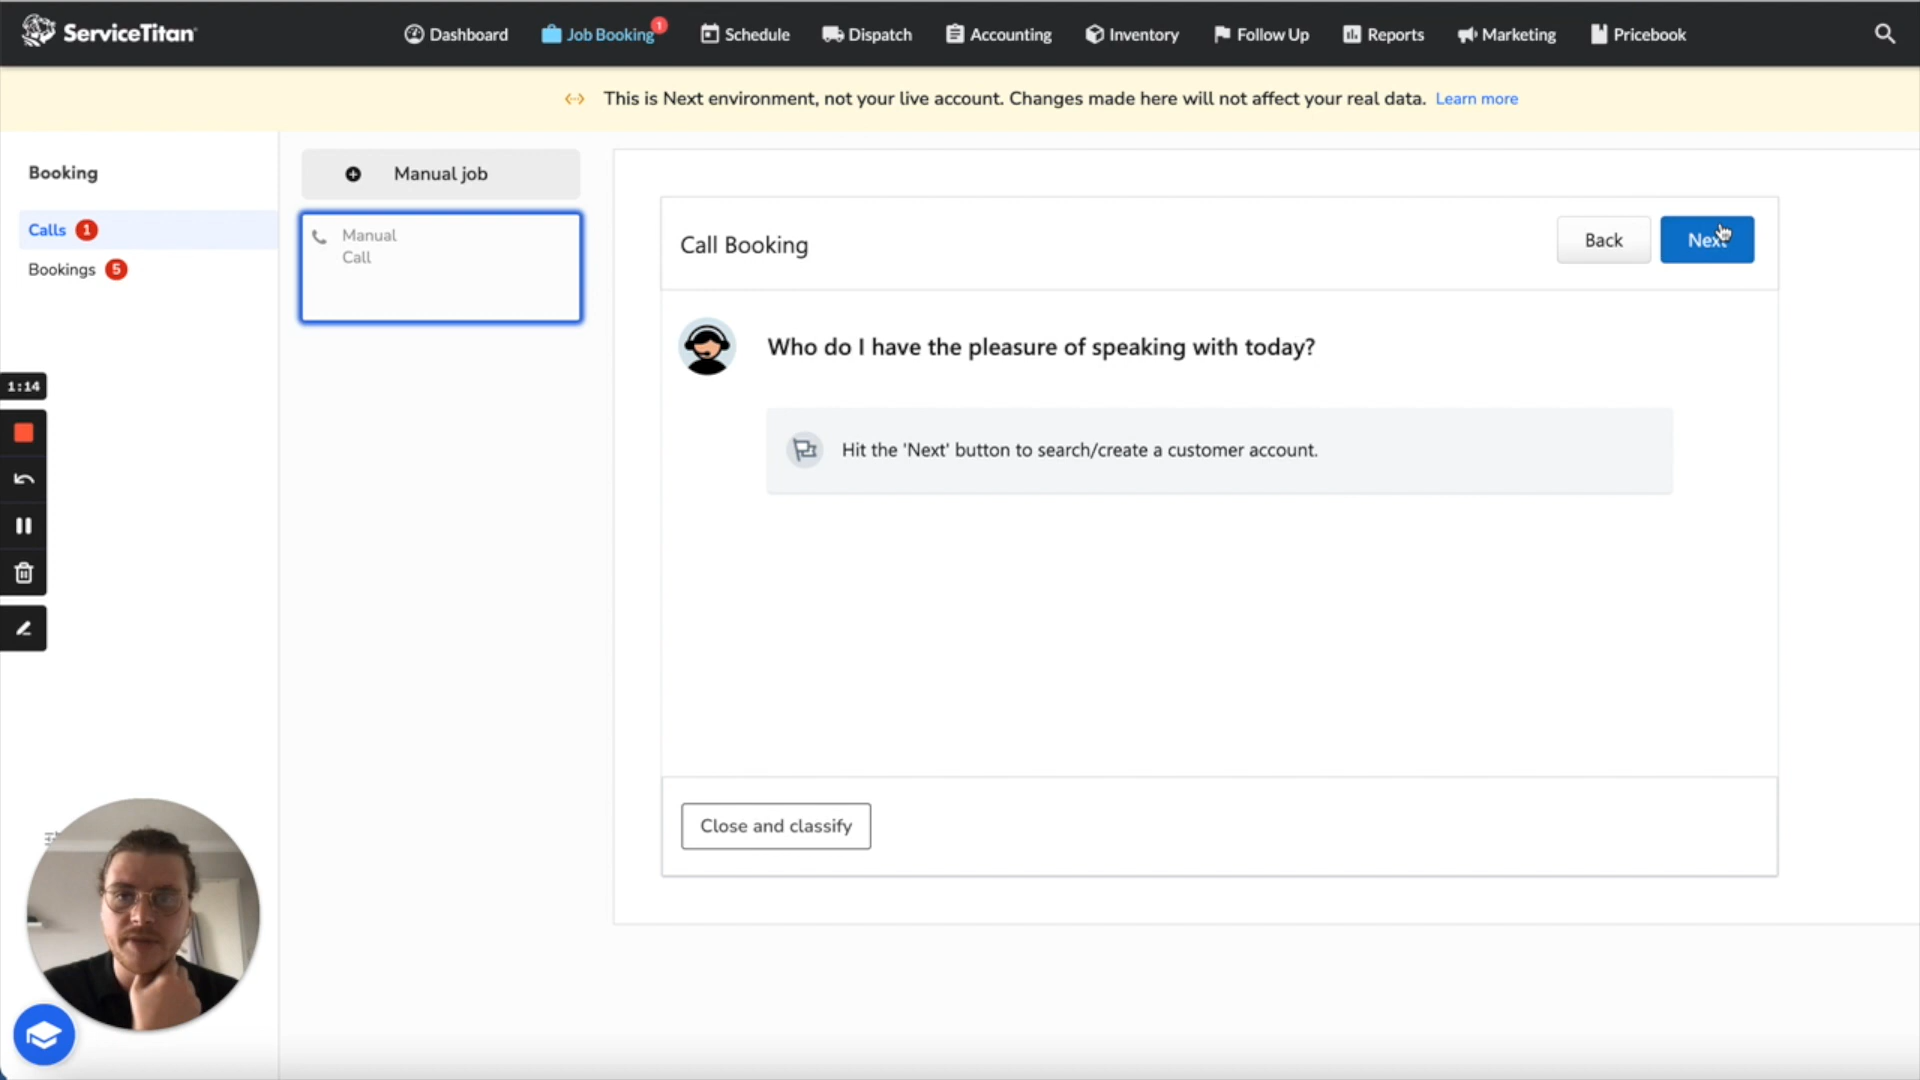 ServiceTitan
Dashboard
Job Booking
1
Schedule
Dispatch
Accounting
Inventory
Follow Up
Reports
Marketing
Pricebook
This is Next environment, not your live account. Changes made here will not affect your real data. Learn more
Booking
Calls 1
Bookings 5
Manual job
Manual
Call
Call Booking
Back
Next
Who do I have the pleasure of speaking with today?
Hit the 'Next' button to search/create a customer account.
Close and classify
1:14